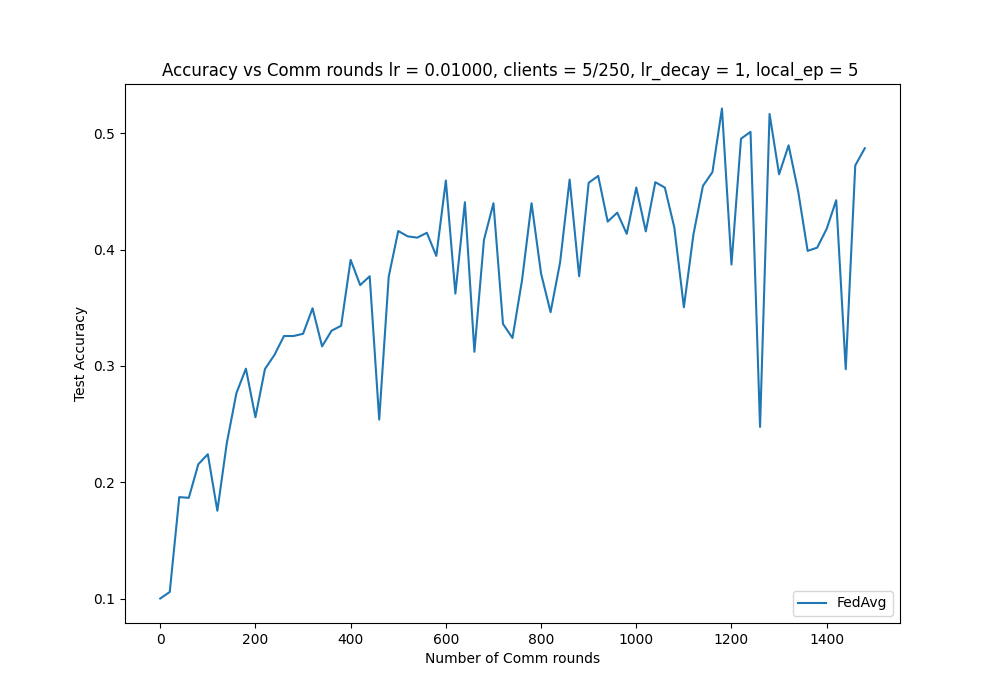 Accuracy vs Comm rounds lr = 0.01000, clients = 5/250, lr_decay = 1, local_ep = 5
Test Accuracy
0.5
0.4
0.3
0.2
0.1
FedAvg
0 200 400 600 800 1000 1200 1400
Number of Comm rounds